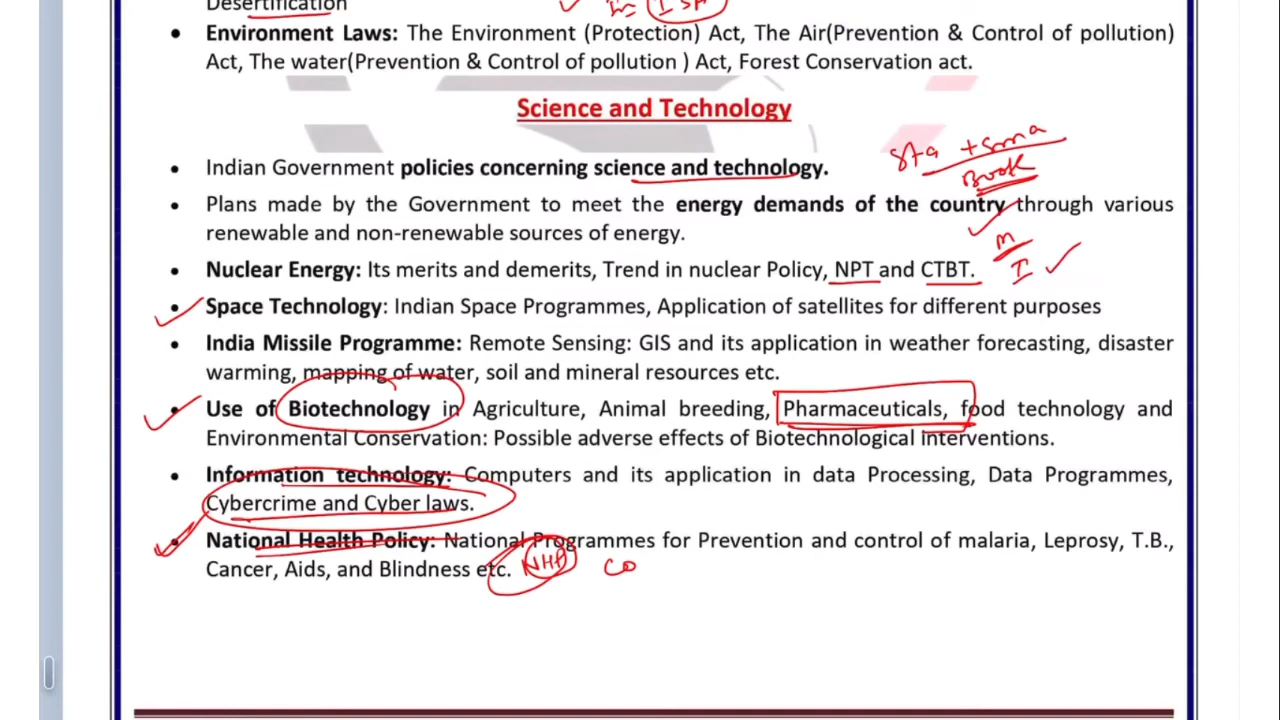 Desertification
in ISA
• Environment Laws: The Environment (Protection) Act, The Air(Prevention & Control of pollution)
Act, The water(Prevention & Control of pollution ) Act, Forest Conservation act.
Science and Technology
• Indian Government policies concerning science and technology.
Book
• Plans made by the Government to meet the energy demands of the country through various
renewable and non-renewable sources of energy.
M
I
• Nuclear Energy: Its merits and demerits, Trend in nuclear Policy, NPT and CTBT.
• Space Technology: Indian Space Programmes, Application of satellites for different purposes
• India Missile Programme: Remote Sensing: GIS and its application in weather forecasting, disaster
warming, mapping of water, soil and mineral resources etc.
• Use of Biotechnology in Agriculture, Animal breeding, Pharmaceuticals, food technology and
Environmental Conservation: Possible adverse effects of Biotechnological interventions.
• Information technology: Computers and its application in data Processing, Data Programmes,
Cybercrime and Cyber laws.
• National Health Policy: National Programmes for Prevention and control of malaria, Leprosy, T.B.,
Cancer, Aids, and Blindness etc. NHP CO